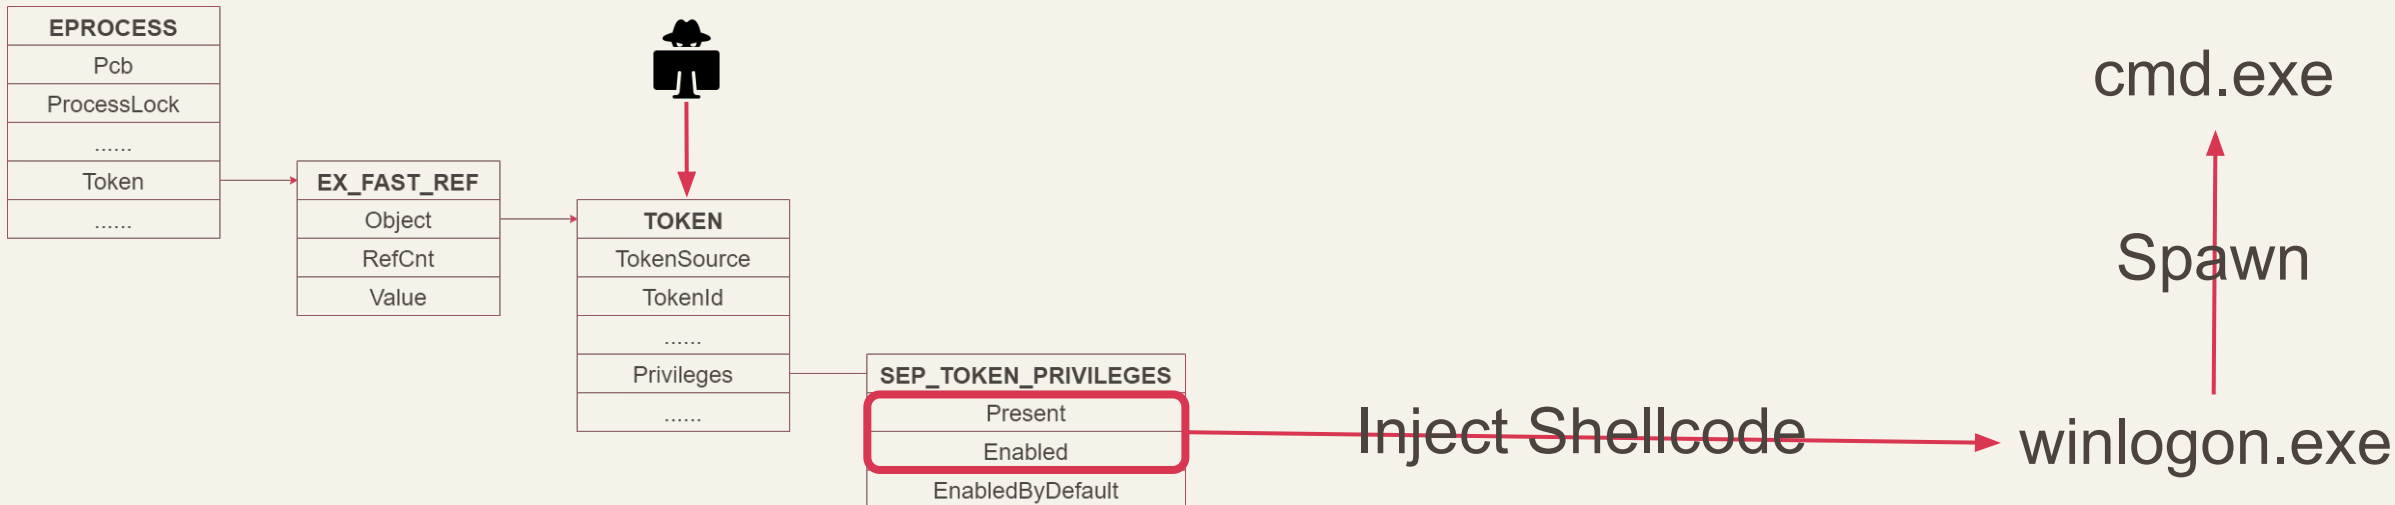 EPROCESS
Pcb
ProcessLock
......
Token
......
EX_FAST_REF
Object
RefCnt
Value
TOKEN
TokenSource
TokenId
......
Privileges
......
SEP_TOKEN_PRIVILEGES
Present
Enabled
EnabledByDefault
Inject Shellcode
winlogon.exe
Spawn
cmd.exe